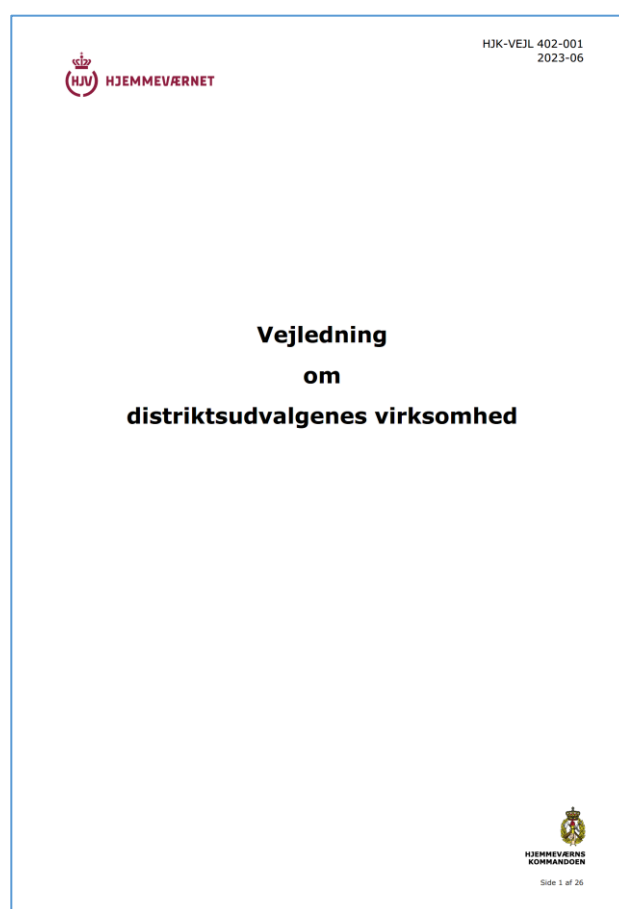 HJK-VEJL 402-001
2023-06
HJV HJEMMEVÆRNET
Vejledning
om
distriktsudvalgenes virksomhed
HJEMMEVÆRNS
KOMMANDOEN
Side 1 af 26